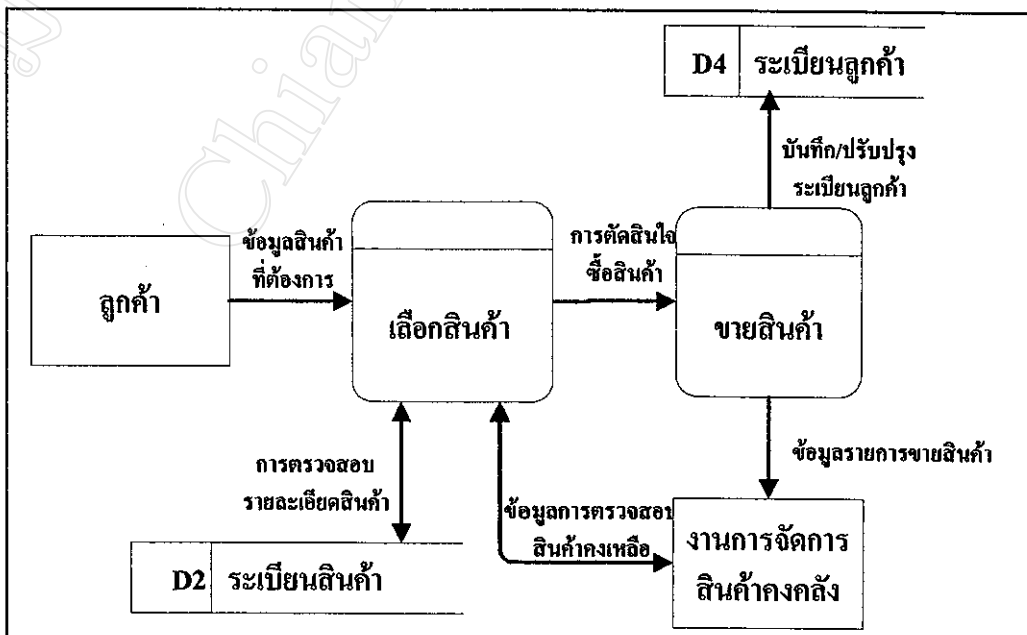 D4 ระเบียนลูกค้า
บันทึก/ปรับปรุง
ระเบียนลูกค้า
ข้อมูลสินค้า
ที่ต้องการ
การตัดสินใจ
ซื้อสินค้า
ลูกค้า
เลือกสินค้า
ขายสินค้า
การตรวจสอบ
รายละเอียดสินค้า
ข้อมูลรายการขายสินค้า
ข้อมูลการตรวจสอบ
สินค้าคงเหลือ
งานการจัดการ
สินค้าคงคลัง
D2 ระเบียนสินค้า
Chian